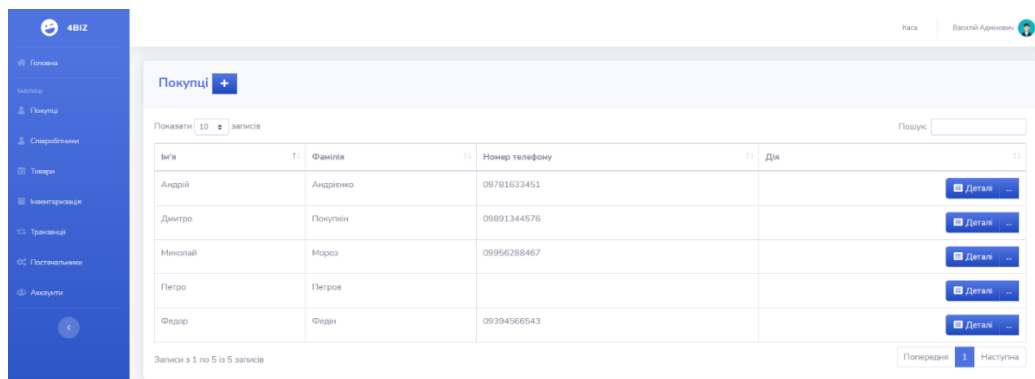 4BIZ
Каса
Василій Адмінович
Головна
ТАБЛИЦІ
Покупці
Співробітники
Товари
Інвентаризація
Транзакції
Постачальники
Аккаунти
Покупці +
Показати 10 записів
Пошук:
Ім'я Фамілія Номер телефону Дія
Андрій Андрієнко 09781633451 Деталі ...
Дмитро Покупкін 09891344576 Деталі ...
Миколай Мороз 09956288467 Деталі ...
Петро Петров Деталі ...
Федор Федін 09394566543 Деталі ...
Записи з 1 по 5 із 5 записів
Попередня 1 Наступна